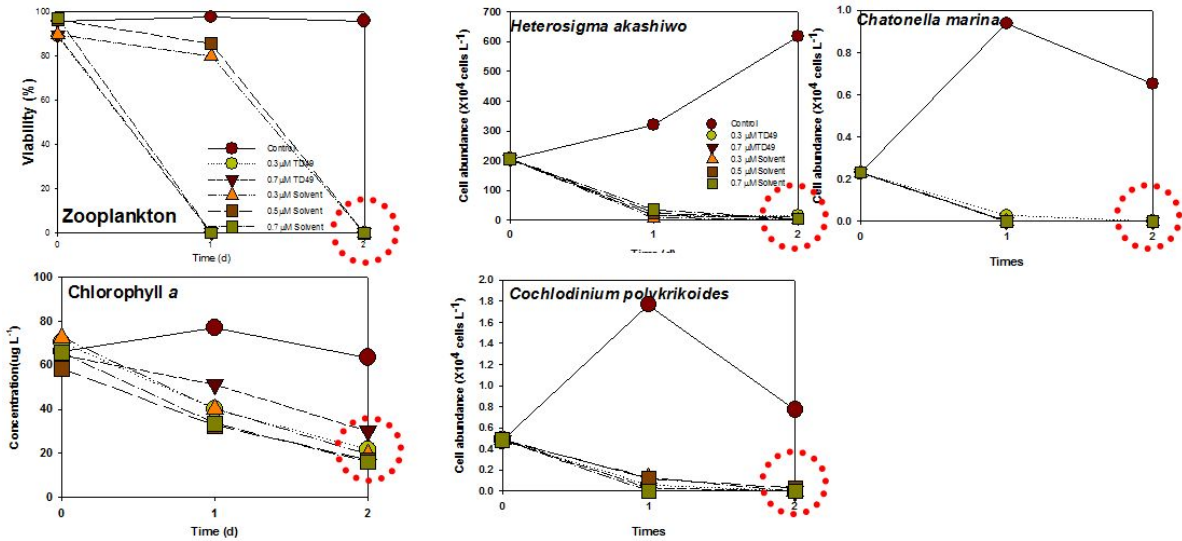 100
80
60
40
20
0
Viability (%)
Zooplankton
Control
0.3 μM TD49
0.7 μM TD49
0.3 μM Solvent
0.5 μM Solvent
0.7 μM Solvent
0
1
2
Time (d)
700
600
500
400
300
200
100
0
Cell abundance (X10⁴ cells L⁻¹)
Heterosigma akashiwo
Control
0.3 μM TD49
0.7 μMTD49
0.3 μM Solvent
0.5 μM Solvent
0.7 μM Solvent
0
1
2
Time (d)
1.0
0.8
0.6
0.4
0.2
0.0
Cell abundance (X10⁴ cells L⁻¹)
Chatonella marina
0
1
2
Times
100
80
60
40
20
0
Concentration(ug L⁻¹)
Chlorophyll a
0
1
2
Time (d)
2.0
1.8
1.6
1.4
1.2
1.0
0.8
0.6
0.4
0.2
0.0
Cell abundance (X10⁴ cells L⁻¹)
Cochlodinium polykrikoides
0
1
2
Times